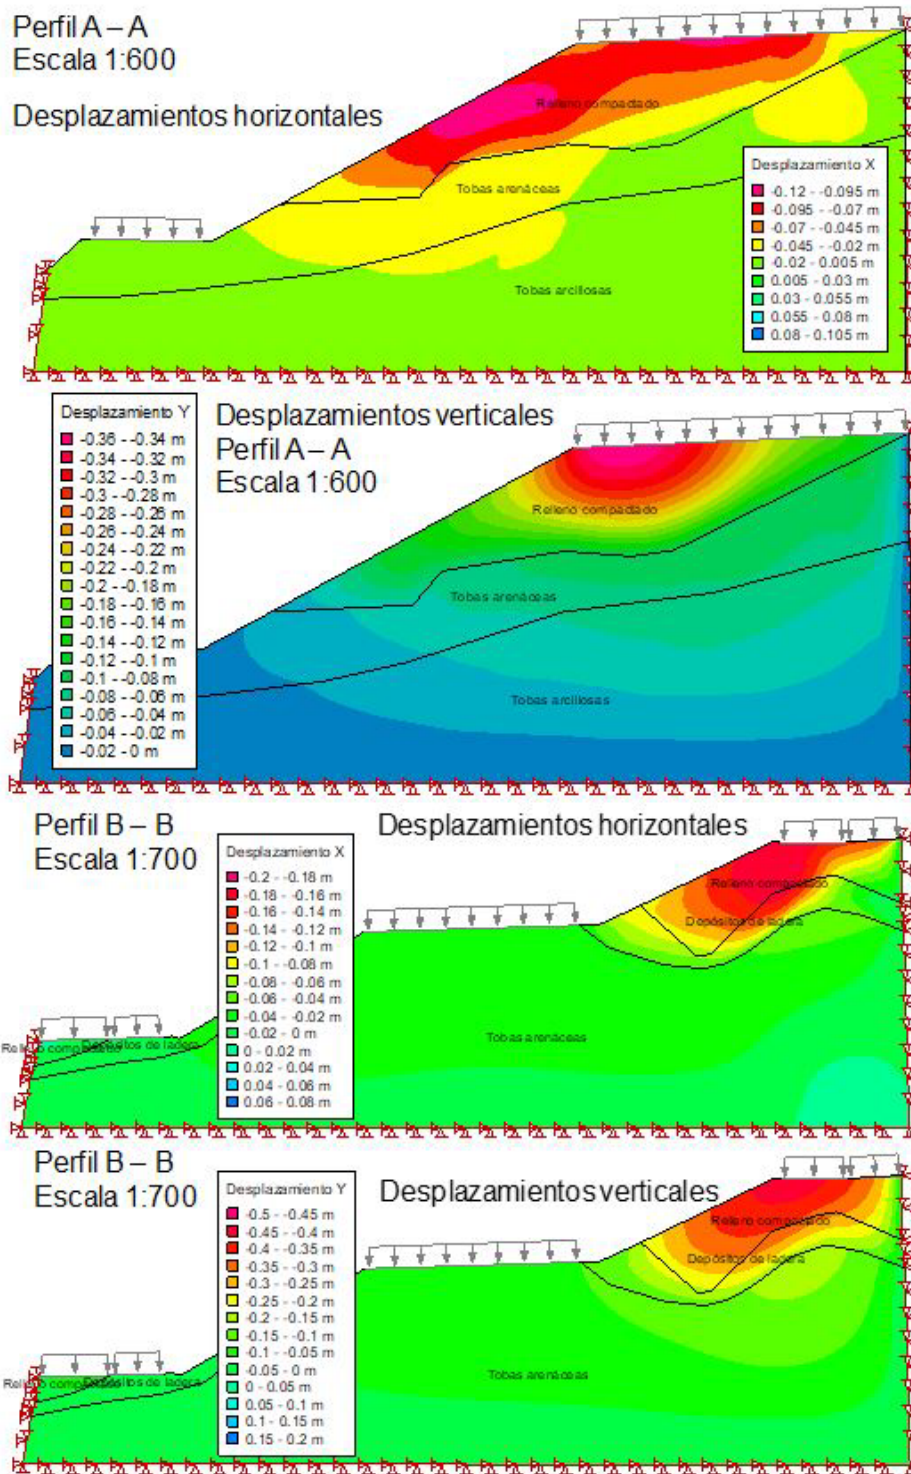 Perfil A – A
Escala 1:600
Desplazamientos horizontales
Relleno compactado
Tobas arenáceas
Tobas arcillosas
Desplazamiento X
-0.12 - -0.095 m
-0.095 - -0.07 m
-0.07 - -0.045 m
-0.045 - -0.02 m
-0.02 - 0.005 m
0.005 - 0.03 m
0.03 - 0.055 m
0.055 - 0.08 m
0.08 - 0.105 m
Desplazamiento Y
-0.36 - -0.34 m
-0.34 - -0.32 m
-0.32 - -0.3 m
-0.3 - -0.28 m
-0.28 - -0.26 m
-0.26 - -0.24 m
-0.24 - -0.22 m
-0.22 - -0.2 m
-0.2 - -0.18 m
-0.18 - -0.16 m
-0.16 - -0.14 m
-0.14 - -0.12 m
-0.12 - -0.1 m
-0.1 - -0.08 m
-0.08 - -0.06 m
-0.06 - -0.04 m
-0.04 - -0.02 m
-0.02 - 0 m
Desplazamientos verticales
Perfil A – A
Escala 1:600
Relleno compactado
Tobas arenáceas
Tobas arcillosas
Perfil B – B
Escala 1:700
Desplazamientos horizontales
Desplazamiento X
-0.2 - -0.18 m
-0.18 - -0.16 m
-0.16 - -0.14 m
-0.14 - -0.12 m
-0.12 - -0.1 m
-0.1 - -0.08 m
-0.08 - -0.06 m
-0.06 - -0.04 m
-0.04 - -0.02 m
-0.02 - 0 m
0 - 0.02 m
0.02 - 0.04 m
0.04 - 0.06 m
0.06 - 0.08 m
Relleno compactado
Depósitos de ladera
Tobas arenáceas
Relleno compactado
Depósitos de ladera
Perfil B – B
Escala 1:700
Desplazamientos verticales
Desplazamiento Y
-0.5 - -0.45 m
-0.45 - -0.4 m
-0.4 - -0.35 m
-0.35 - -0.3 m
-0.3 - -0.25 m
-0.25 - -0.2 m
-0.2 - -0.15 m
-0.15 - -0.1 m
-0.1 - -0.05 m
-0.05 - 0 m
0 - 0.05 m
0.05 - 0.1 m
0.1 - 0.15 m
0.15 - 0.2 m
Relleno compactado
Depósitos de ladera
Tobas arenáceas
Relleno compactado
Depósitos de ladera